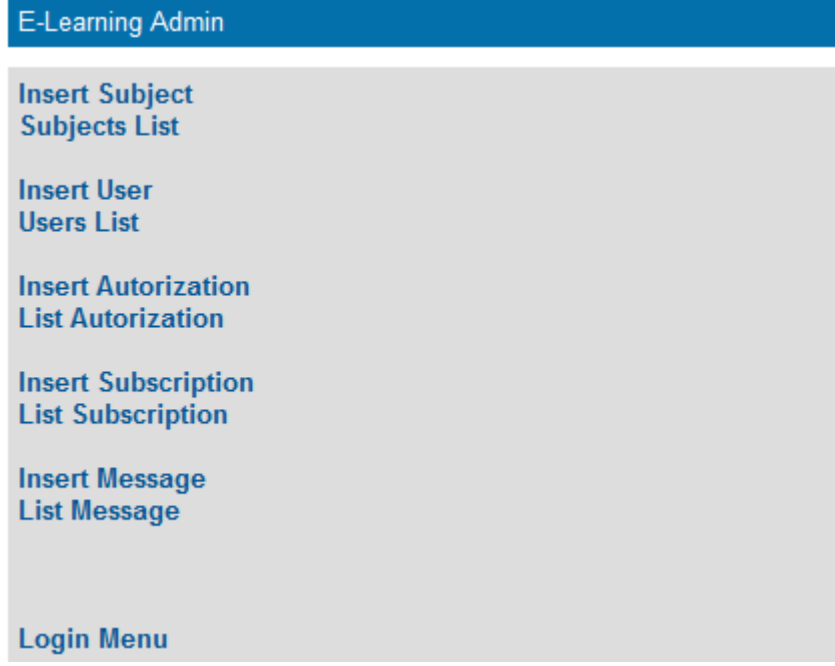 E-Learning Admin
Insert Subject
Subjects List
Insert User
Users List
Insert Autorization
List Autorization
Insert Subscription
List Subscription
Insert Message
List Message
Login Menu